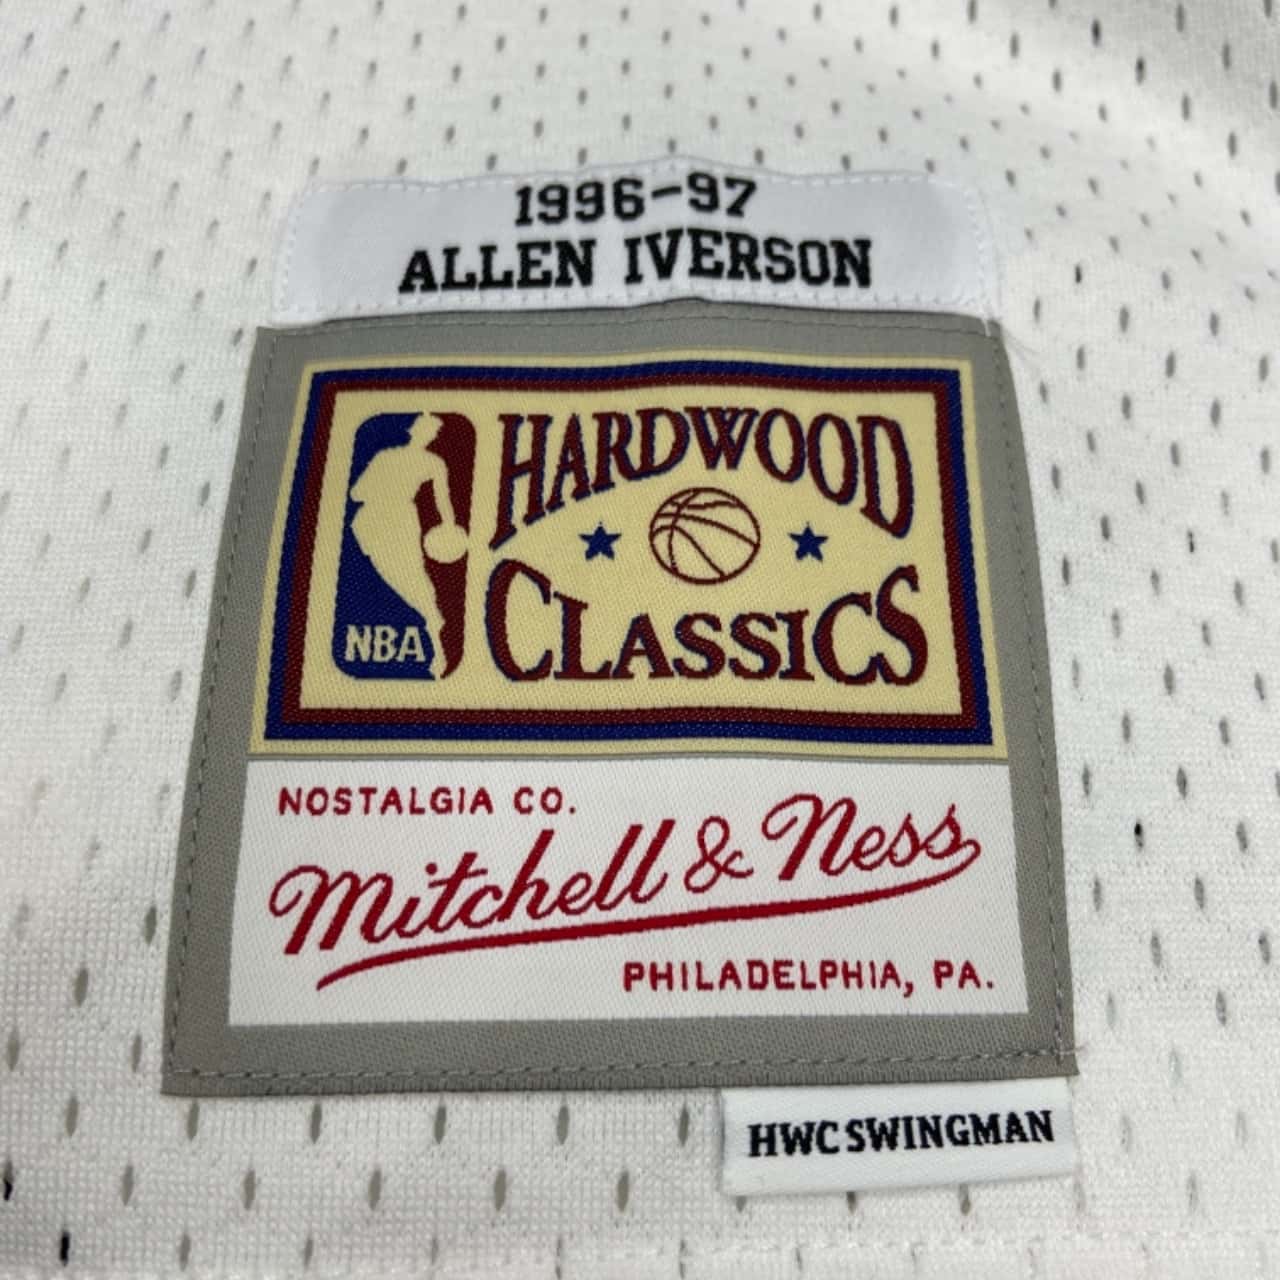 1996-97
ALLEN IVERSON
HARDWOOD
CLASSICS
NBA
NOSTALGIA CO.
Mitchell & Ness
PHILADELPHIA, PA.
HWC SWINGMAN